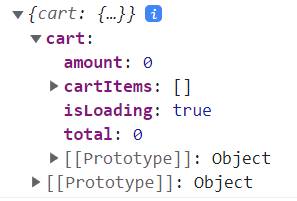 ▼ {cart: {…}} i
▼ cart:
amount: 0
▶ cartItems: []
isLoading: true
total: 0
▶ [[Prototype]]: Object
▶ [[Prototype]]: Object